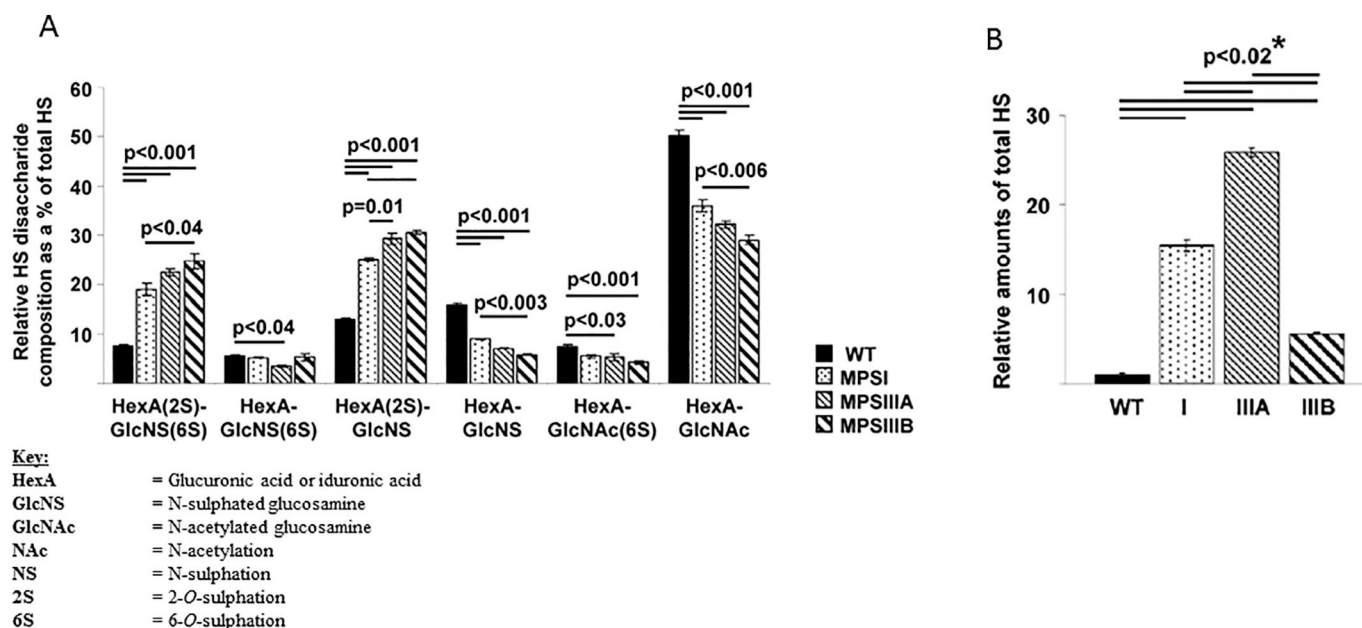 A
Relative HS disaccharide
composition as a % of total HS
60
50
40
30
20
10
p<0.001
p<0.04
p<0.04
p<0.001
p=0.01
p<0.001
p<0.003
p<0.001
p<0.03
p<0.001
p<0.006
HexA(2S)-
GlcNS(6S)
HexA-
GlcNS(6S)
HexA(2S)-
GlcNS
HexA-
GlcNS
HexA-
GlcNAc(6S)
HexA-
GlcNAc
WT
MPSI
MPSIIIA
MPSIIIB
B
p<0.02*
Relative amounts of total HS
30
20
10
WT I IIIA IIIB
Key:
HexA = Glucuronic acid or iduronic acid
GlcNS = N-sulphated glucosamine
GlcNAc = N-acetylated glucosamine
NAc = N-acetylation
NS = N-sulphation
2S = 2-O-sulphation
6S = 6-O-sulphation